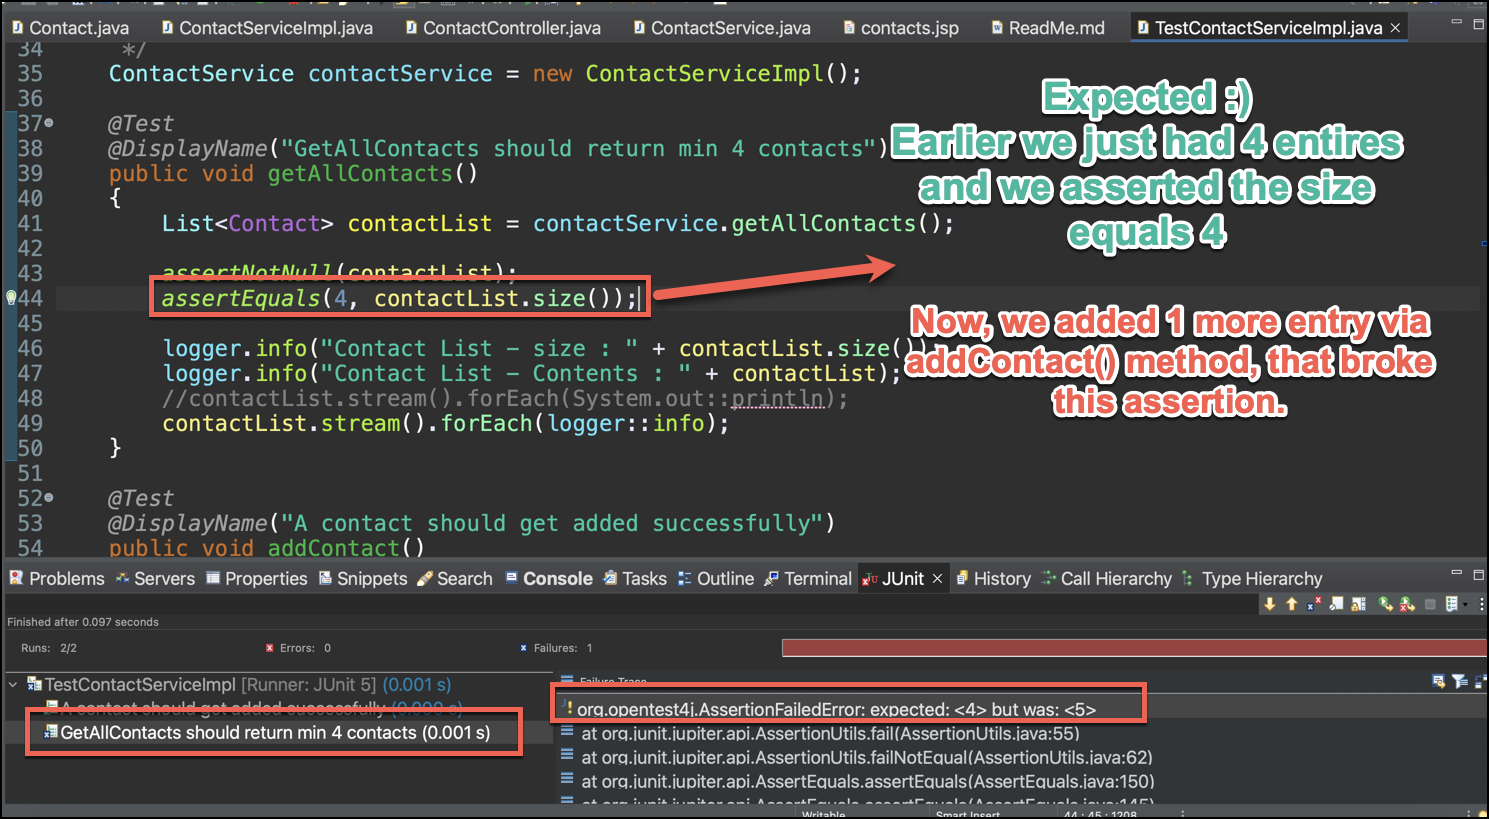 Contact.java ContactServiceImpl.java ContactController.java ContactService.java contacts.jsp ReadMe.md TestContactServiceImpl.java
34 */
35 ContactService contactService = new ContactServiceImpl();
36
37 @Test
38 @DisplayName("GetAllContacts should return min 4 contacts")
39 public void getAllContacts()
40 {
41 List<Contact> contactList = contactService.getAllContacts();
42
43 assertNotNull(contactList);
44 assertEquals(4, contactList.size());
45
46 logger.info("Contact List - size : " + contactList.size());
47 logger.info("Contact List - Contents : " + contactList);
48 //contactList.stream().forEach(System.out::println);
49 contactList.stream().forEach(logger::info);
50 }
51
52 @Test
53 @DisplayName("A contact should get added successfully")
54 public void addContact()
Expected :)
Earlier we just had 4 entires
and we asserted the size
equals 4
Now, we added 1 more entry via
addContact() method, that broke
this assertion.
Problems Servers Properties Snippets Search Console Tasks Outline Terminal JUnit History Call Hierarchy Type Hierarchy
Finished after 0.097 seconds
Runs: 2/2 Errors: 0 Failures: 1
TestContactServiceImpl [Runner: JUnit 5] (0.001 s)
A contact should get added successfully (0.000 s)
GetAllContacts should return min 4 contacts (0.001 s)
Failure Trace
org.opentest4j.AssertionFailedError: expected: <4> but was: <5>
at org.junit.jupiter.api.AssertionUtils.fail(AssertionUtils.java:55)
at org.junit.jupiter.api.AssertionUtils.failNotEqual(AssertionUtils.java:62)
at org.junit.jupiter.api.AssertEquals.assertEquals(AssertEquals.java:150)
at org.junit.jupiter.api.AssertEquals.assertEquals(AssertEquals.java:145)
Writable Smart Insert 44 : 45 : 1208